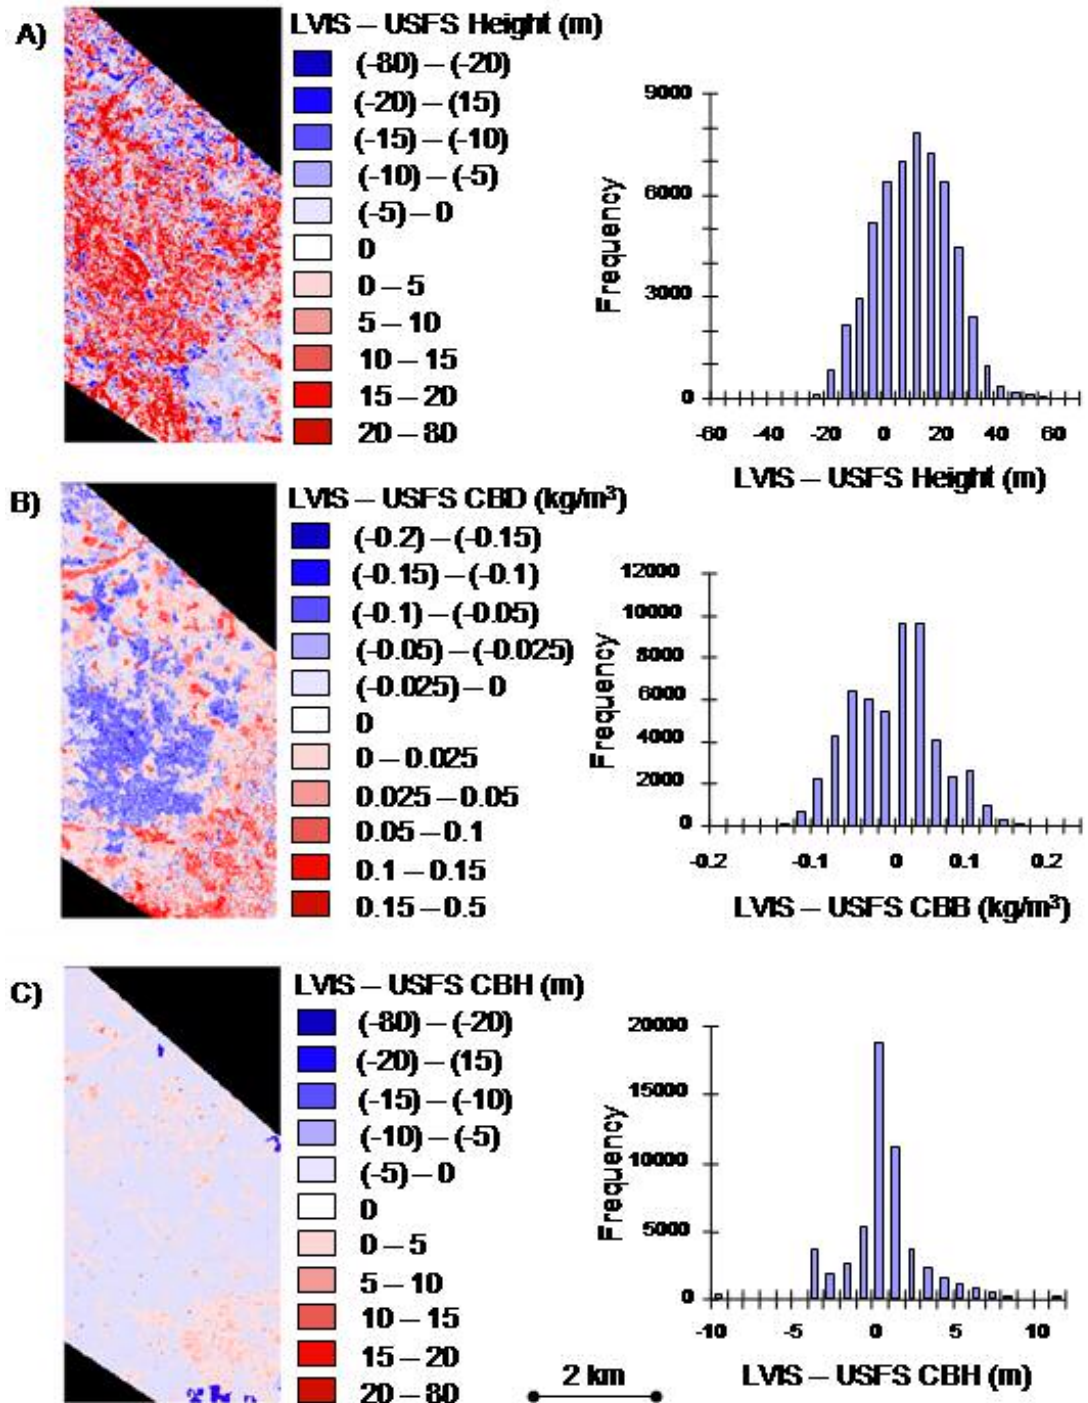 A)
LVIS – USFS Height (m)
(-80) – (-20)
(-20) – (15)
(-15) – (-10)
(-10) – (-5)
(-5) – 0
0
0 – 5
5 – 10
10 – 15
15 – 20
20 – 80
Frequency
9000
6000
3000
0
-60 -40 -20 0 20 40 60
LVIS – USFS Height (m)
B)
LVIS – USFS CBD (kg/m³)
(-0.2) – (-0.15)
(-0.15) – (-0.1)
(-0.1) – (-0.05)
(-0.05) – (-0.025)
(-0.025) – 0
0
0 – 0.025
0.025 – 0.05
0.05 – 0.1
0.1 – 0.15
0.15 – 0.5
Frequency
12000
10000
8000
6000
4000
2000
0
-0.2 -0.1 0 0.1 0.2
LVIS – USFS CBB (kg/m³)
C)
LVIS – USFS CBH (m)
(-80) – (-20)
(-20) – (15)
(-15) – (-10)
(-10) – (-5)
(-5) – 0
0
0 – 5
5 – 10
10 – 15
15 – 20
20 – 80
2 km
Frequency
20000
15000
10000
5000
0
-10 -5 0 5 10
LVIS – USFS CBH (m)